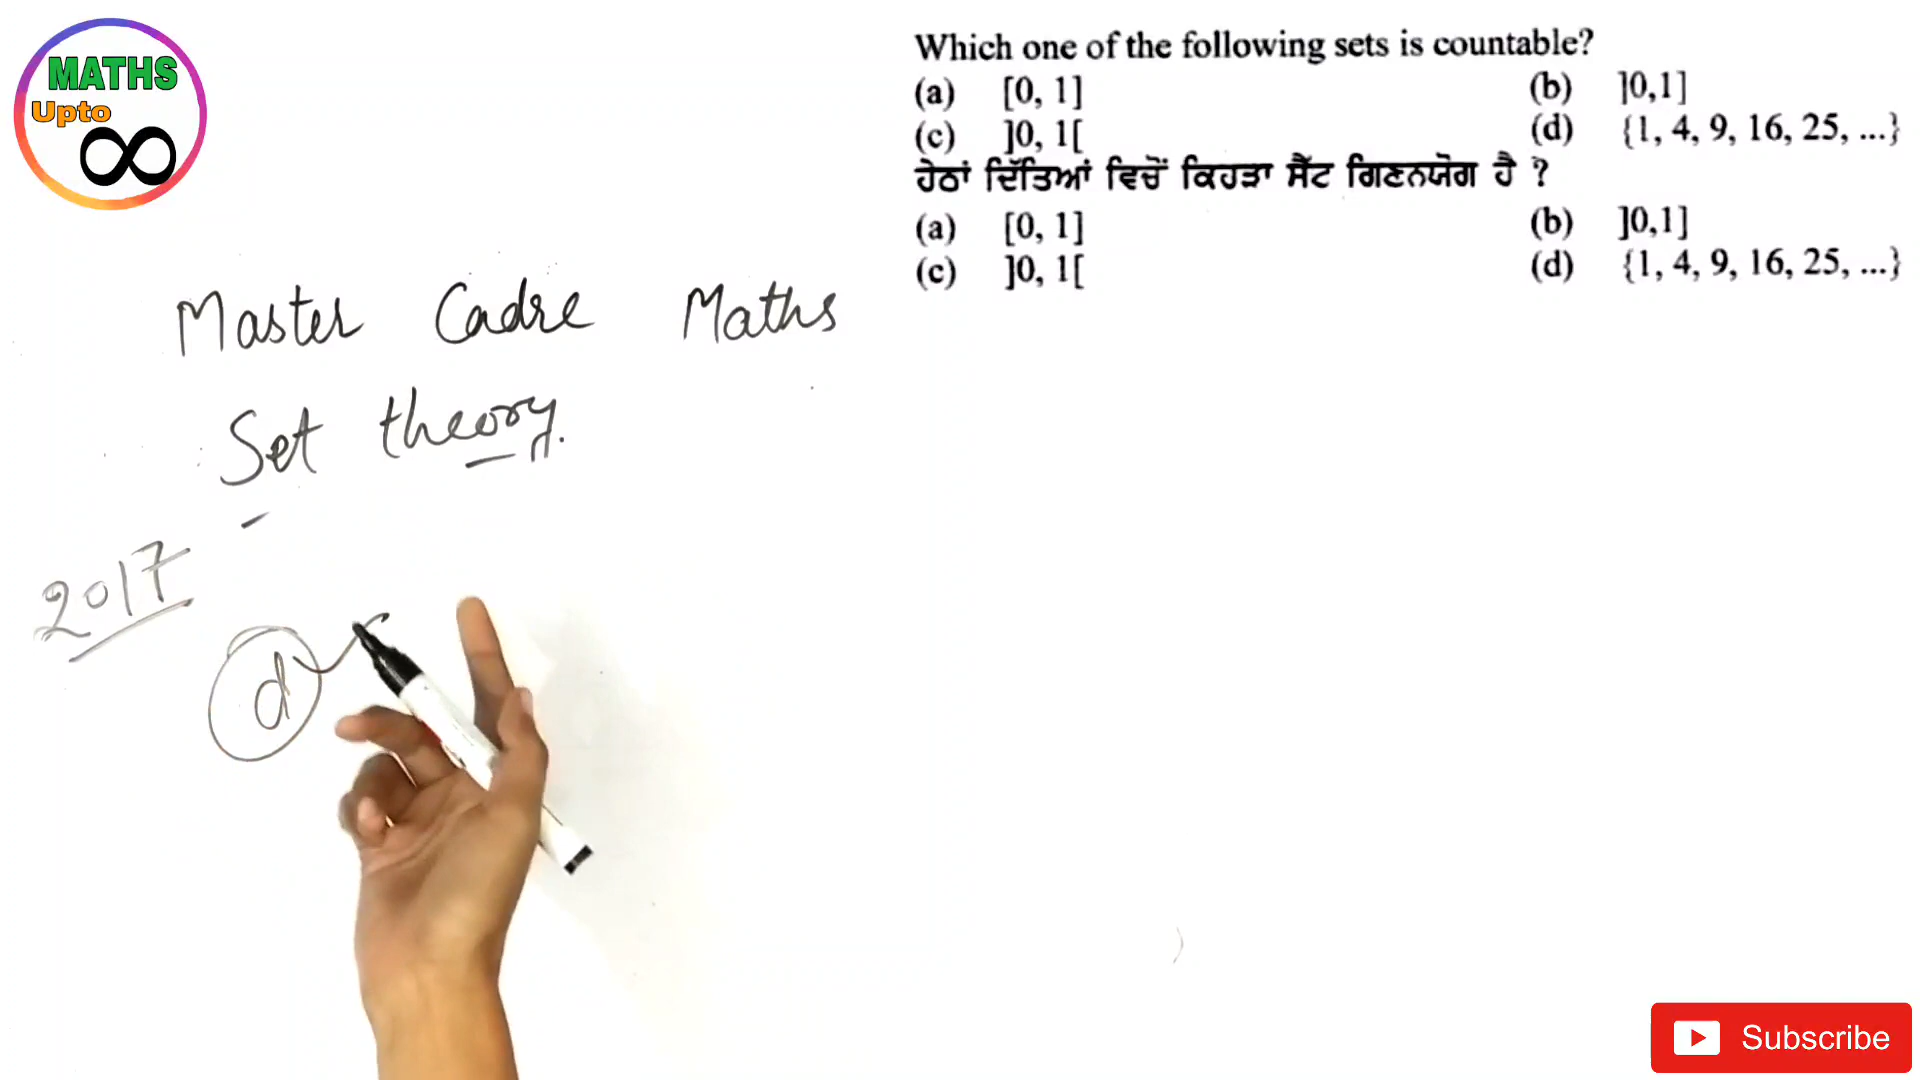 MATHS
Upto
∞
Which one of the following sets is countable?
(a) [0, 1] (b) ]0,1]
(c) ]0, 1[ (d) {1, 4, 9, 16, 25, ...}
ਹੇਠਾਂ ਦਿੱਤਿਆਂ ਵਿਚੋਂ ਕਿਹੜਾ ਸੈੱਟ ਗਿਣਨਯੋਗ ਹੈ ?
(a) [0, 1] (b) ]0,1]
(c) ]0, 1[ (d) {1, 4, 9, 16, 25, ...}
Master Cadre Maths
Set theory.
2017
d
Subscribe